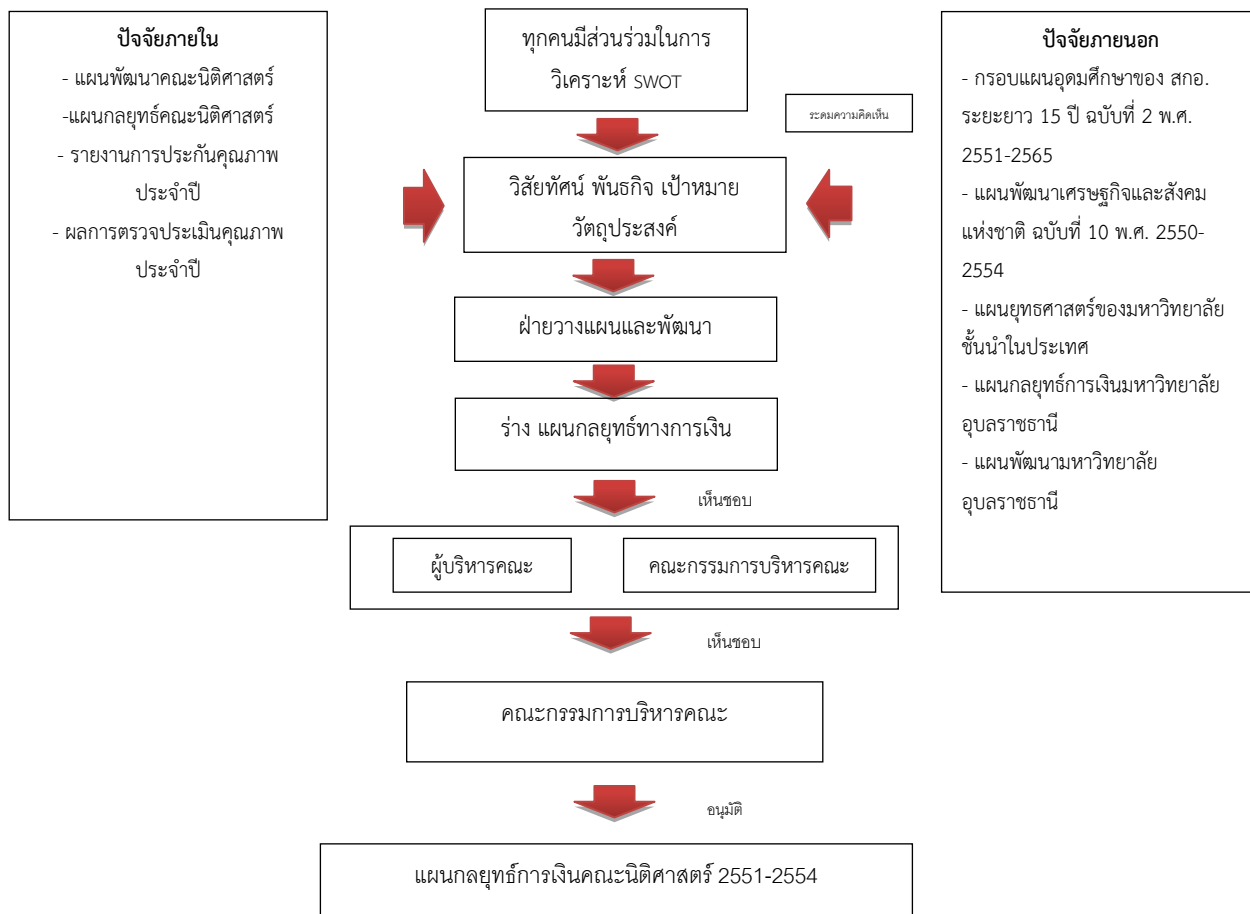 ปัจจัยภายใน
- แผนพัฒนาคณะนิติศาสตร์
-แผนกลยุทธ์คณะนิติศาสตร์
- รายงานการประกันคุณภาพ
ประจำปี
- ผลการตรวจประเมินคุณภาพ
ประจำปี
ทุกคนมีส่วนร่วมในการ
วิเคราะห์ SWOT
ระดมความคิดเห็น
วิสัยทัศน์ พันธกิจ เป้าหมาย
วัตถุประสงค์
ฝ่ายวางแผนและพัฒนา
ร่าง แผนกลยุทธ์ทางการเงิน
เห็นชอบ
ผู้บริหารคณะ
คณะกรรมการบริหารคณะ
เห็นชอบ
คณะกรรมการบริหารคณะ
อนุมัติ
แผนกลยุทธ์การเงินคณะนิติศาสตร์ 2551-2554
ปัจจัยภายนอก
- กรอบแผนอุดมศึกษาของ สกอ.
ระยะยาว 15 ปี ฉบับที่ 2 พ.ศ.
2551-2565
- แผนพัฒนาเศรษฐกิจและสังคม
แห่งชาติ ฉบับที่ 10 พ.ศ. 2550-
2554
- แผนยุทธศาสตร์ของมหาวิทยาลัย
ชั้นนำในประเทศ
- แผนกลยุทธ์การเงินมหาวิทยาลัย
อุบลราชธานี
- แผนพัฒนามหาวิทยาลัย
อุบลราชธานี